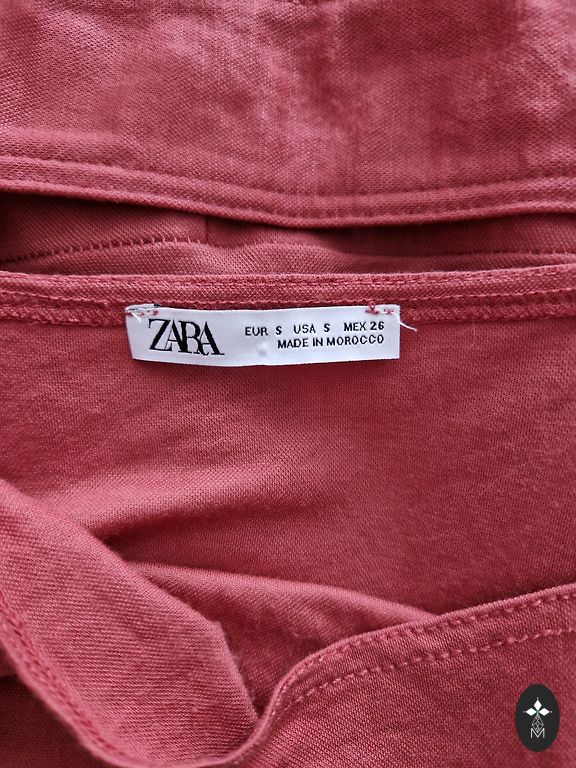 ZARA
EUR S USA S MEX 26
MADE IN MOROCCO
M